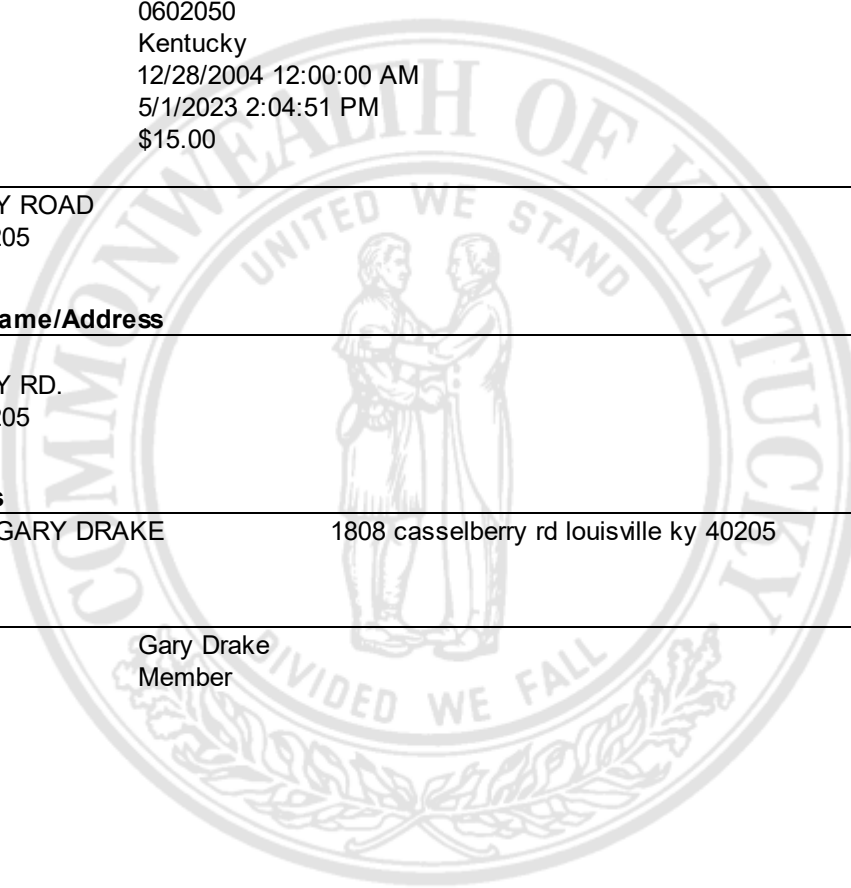 0602050
Kentucky
12/28/2004 12:00:00 AM
5/1/2023 2:04:51 PM
$15.00
Y ROAD
205
ame/Address
Y RD.
205
s
GARY DRAKE 1808 casselberry rd louisville ky 40205
Gary Drake
Member
COMMONWEALTH OF KENTUCKY
UNITED WE STAND
DIVIDED WE FALL